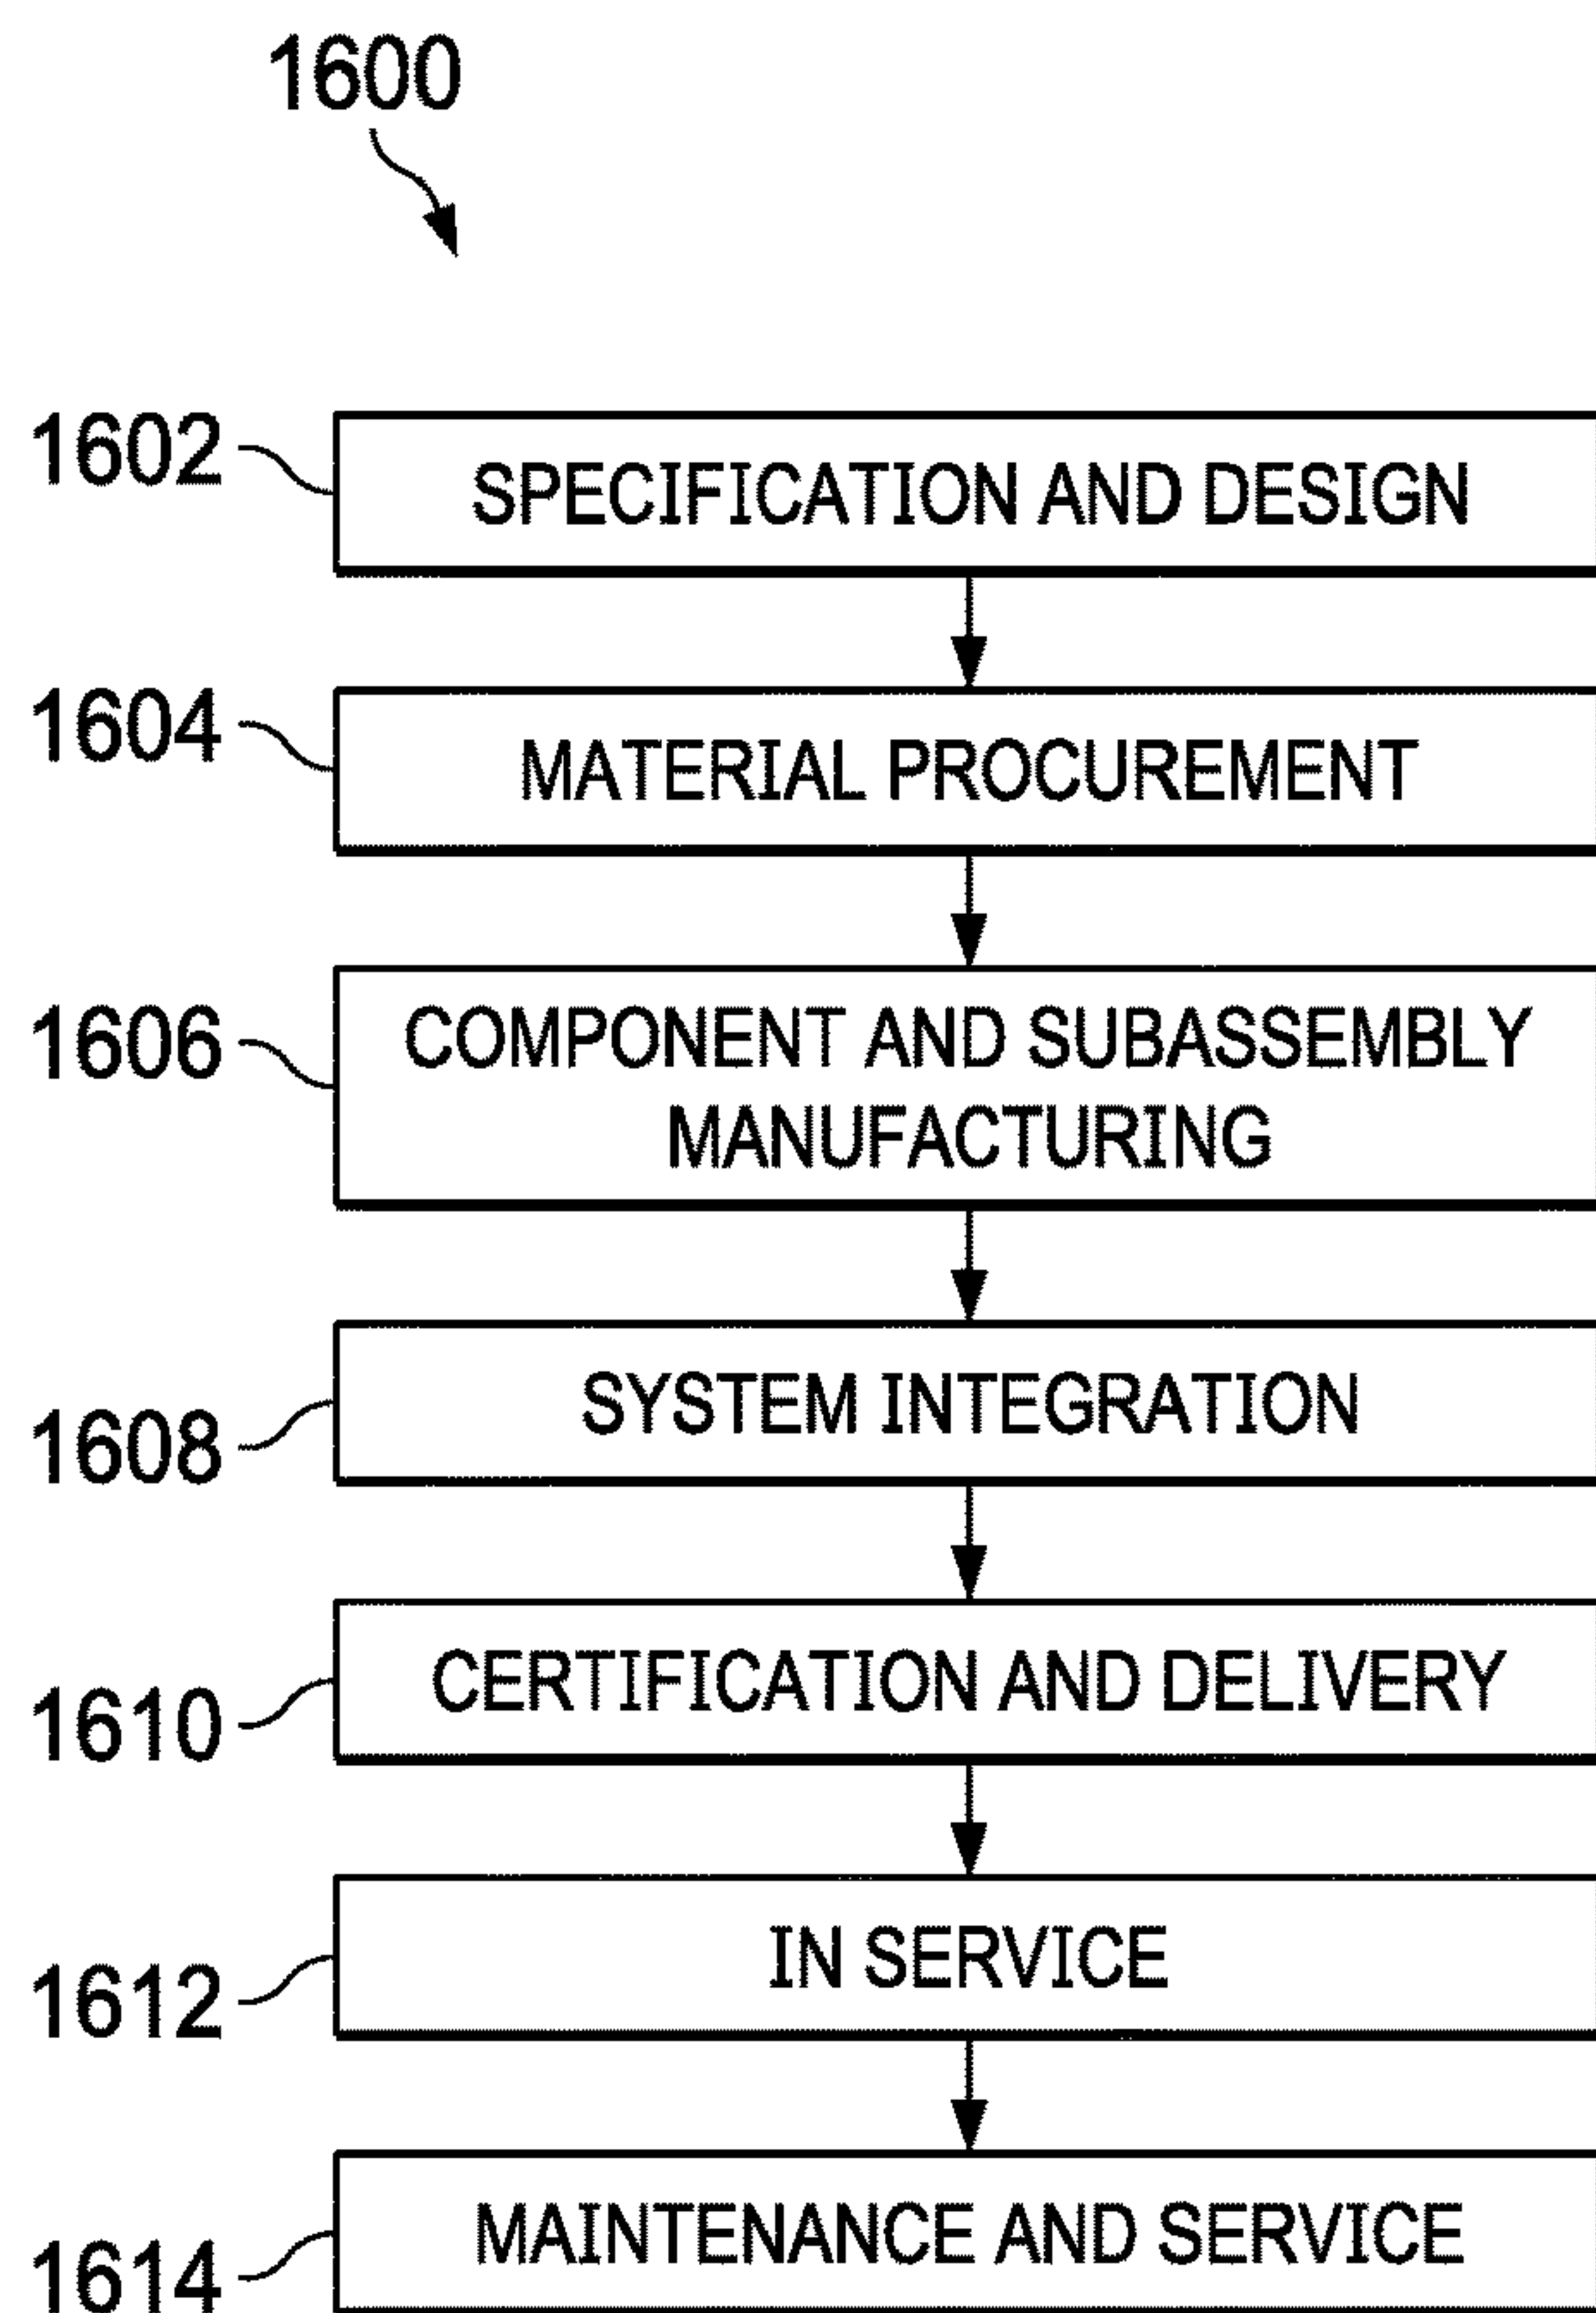 1600
1602
SPECIFICATION AND DESIGN
1604
MATERIAL PROCUREMENT
1606
COMPONENT AND SUBASSEMBLY
MANUFACTURING
1608
SYSTEM INTEGRATION
1610
CERTIFICATION AND DELIVERY
1612
IN SERVICE
1614
MAINTENANCE AND SERVICE